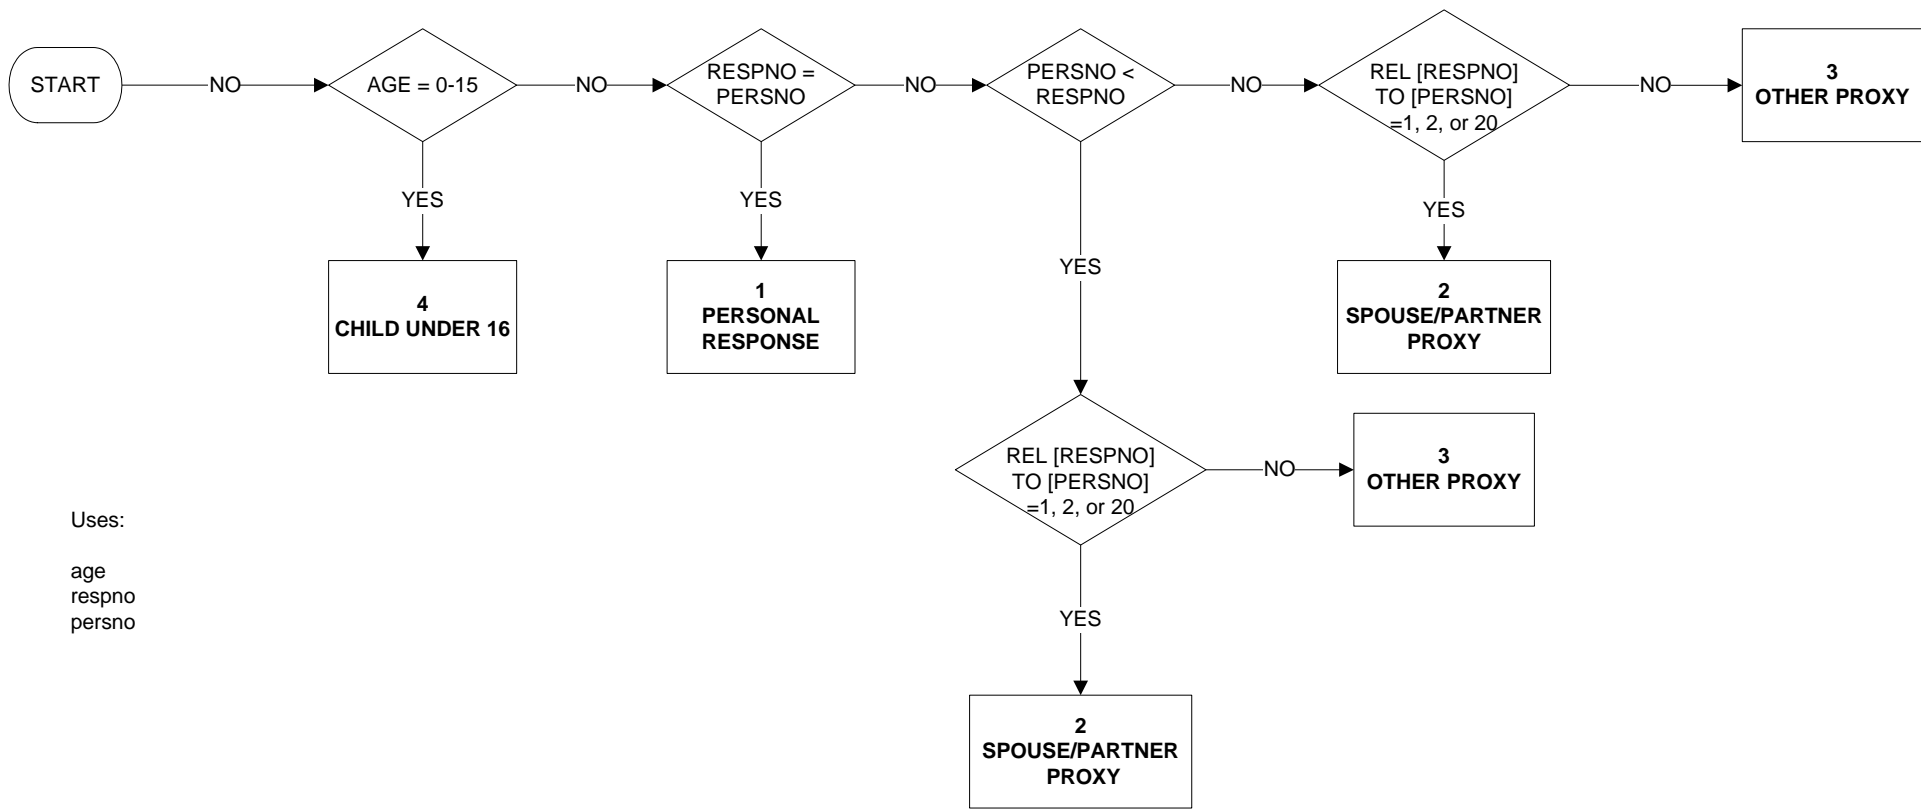 START
NO
AGE = 0-15
NO
RESPNO =
PERSNO
NO
PERSNO <
RESPNO
NO
REL [RESPNO]
TO [PERSNO]
=1, 2, or 20
NO
3
OTHER PROXY
YES
YES
YES
YES
4
CHILD UNDER 16
1
PERSONAL
RESPONSE
2
SPOUSE/PARTNER
PROXY
REL [RESPNO]
TO [PERSNO]
=1, 2, or 20
NO
3
OTHER PROXY
Uses:
age
respno
persno
YES
2
SPOUSE/PARTNER
PROXY